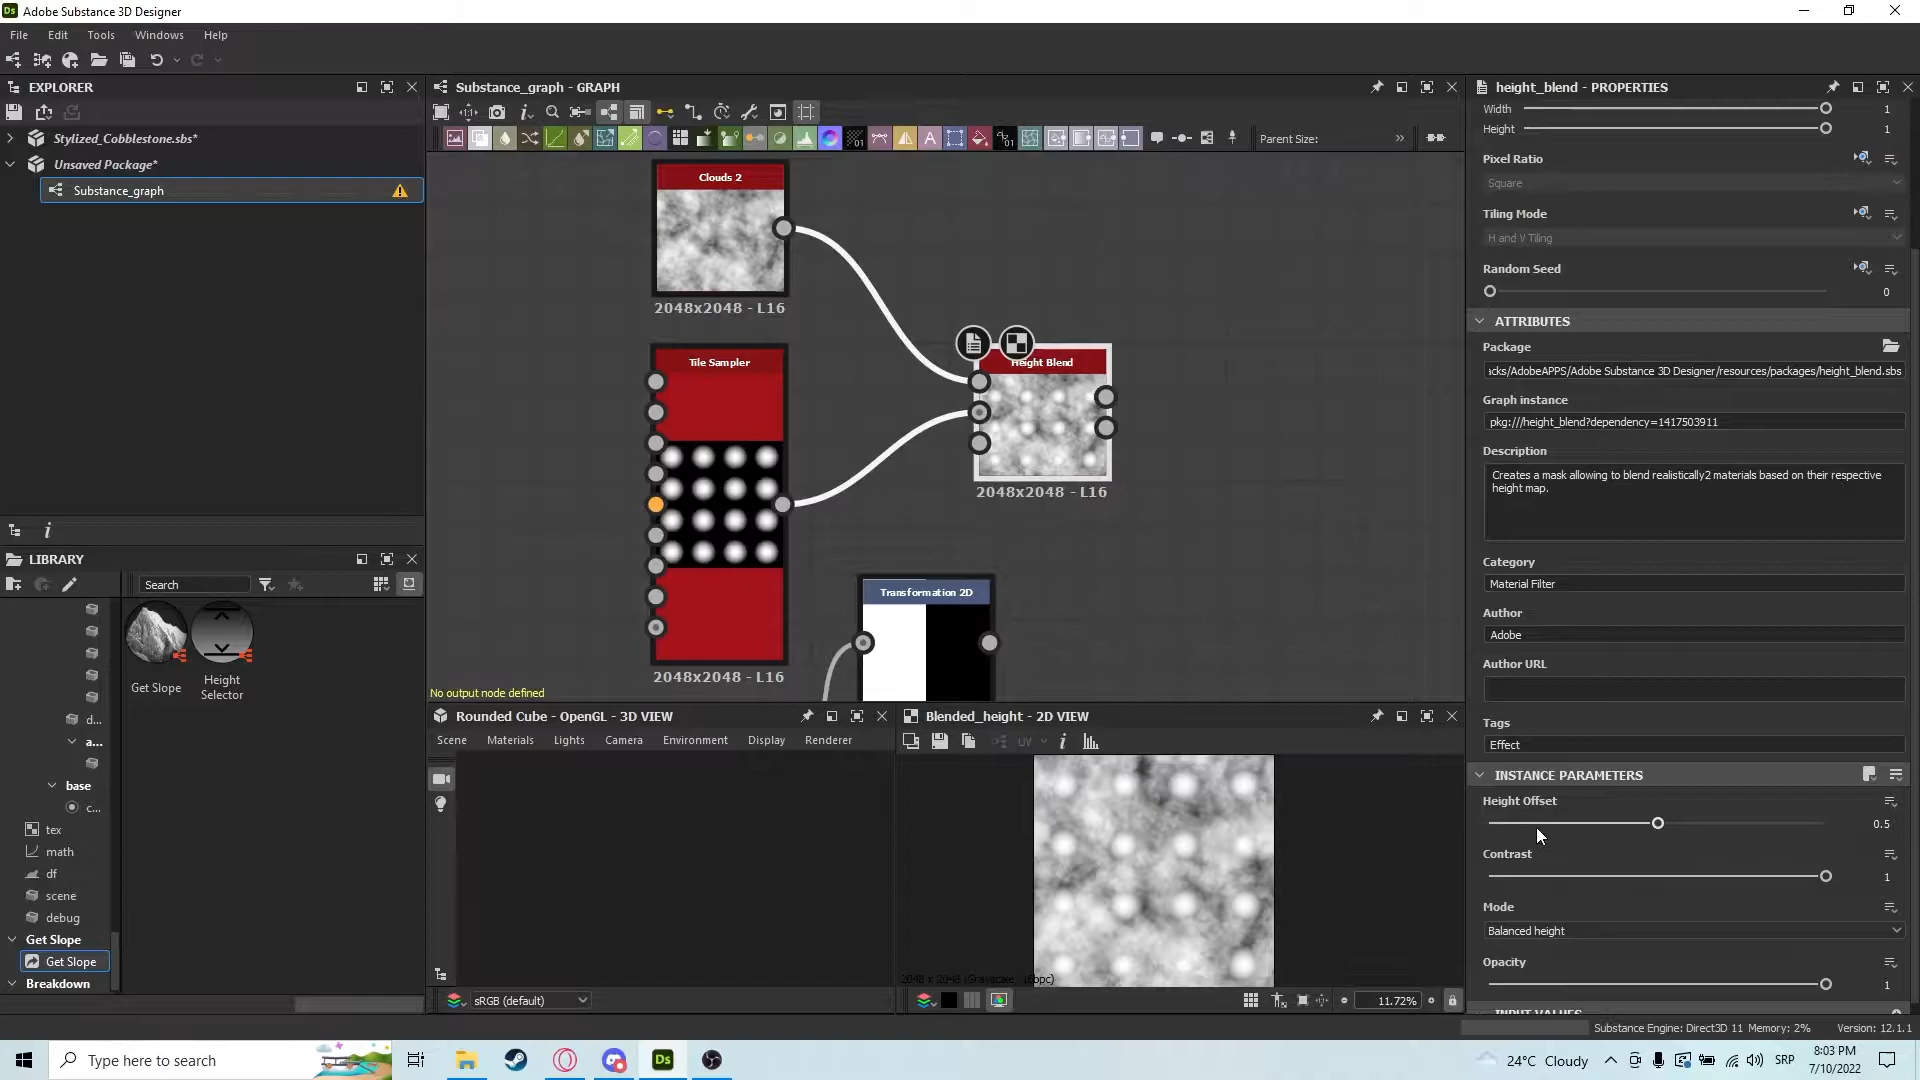 Ds Adobe Substance 3D Designer
File Edit Tools Windows Help
EXPLORER
Stylized_Cobblestone.sbs*
Unsaved Package*
Substance_graph
LIBRARY
Search
d...
a...
base
c...
tex
math
df
scene
debug
Get Slope
Get Slope
Breakdown
Get Slope
Height
Selector
Substance_graph - GRAPH
Parent Size:
Clouds 2
2048x2048 - L16
Tile Sampler
2048x2048 - L16
Height Blend
2048x2048 - L16
Transformation 2D
No output node defined
Rounded Cube - OpenGL - 3D VIEW
Scene Materials Lights Camera Environment Display Renderer
sRGB (default)
Blended_height - 2D VIEW
UV
11.72%
height_blend - PROPERTIES
Width 1
Height 1
Pixel Ratio
Square
Tiling Mode
H and V Tiling
Random Seed
0
ATTRIBUTES
Package
acks/AdobeAPPS/Adobe Substance 3D Designer/resources/packages/height_blend.sbs
Graph instance
pkg:///height_blend?dependency=1417503911
Description
Creates a mask allowing to blend realistically2 materials based on their respective
height map.
Category
Material Filter
Author
Adobe
Author URL
Tags
Effect
INSTANCE PARAMETERS
Height Offset
0.5
Contrast
1
Mode
Balanced height
Opacity
1
INPUT VALUES
Substance Engine: Direct3D 11 Memory: 2% Version: 12.1.1
Type here to search
Ds
24°C Cloudy
SRP
8:03 PM
7/10/2022